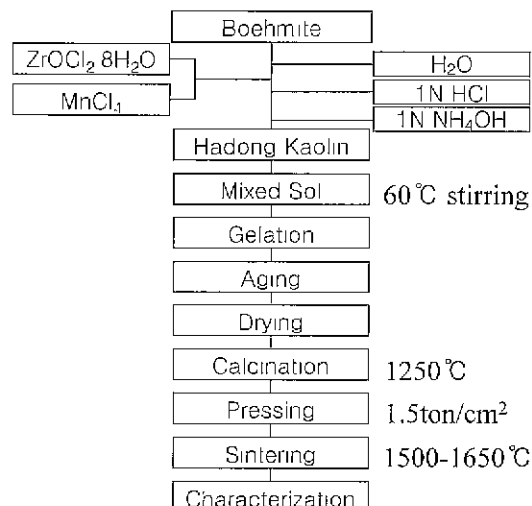 Boehmite
ZrOCl₂ 8H₂O
MnCl₄
H₂O
1N HCl
1N NH₄OH
Hadong Kaolin
Mixed Sol 60℃ stirring
Gelation
Aging
Drying
Calcination 1250℃
Pressing 1.5ton/cm²
Sintering 1500-1650℃
Characterization